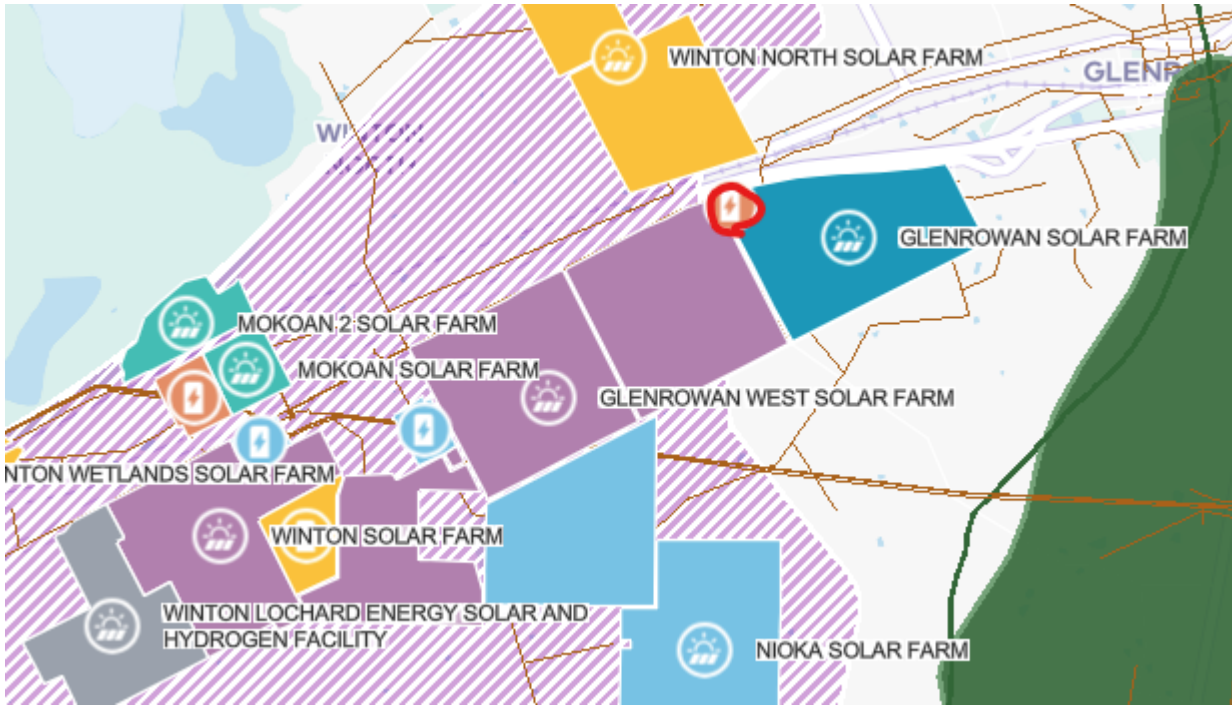 WINTON NORTH SOLAR FARM
GLENR
GLENROWAN SOLAR FARM
MOKOAN 2 SOLAR FARM
MOKOAN SOLAR FARM
GLENROWAN WEST SOLAR FARM
NTON WETLANDS SOLAR FARM
WINTON SOLAR FARM
WINTON LOCHARD ENERGY SOLAR AND
HYDROGEN FACILITY
NIOKA SOLAR FARM